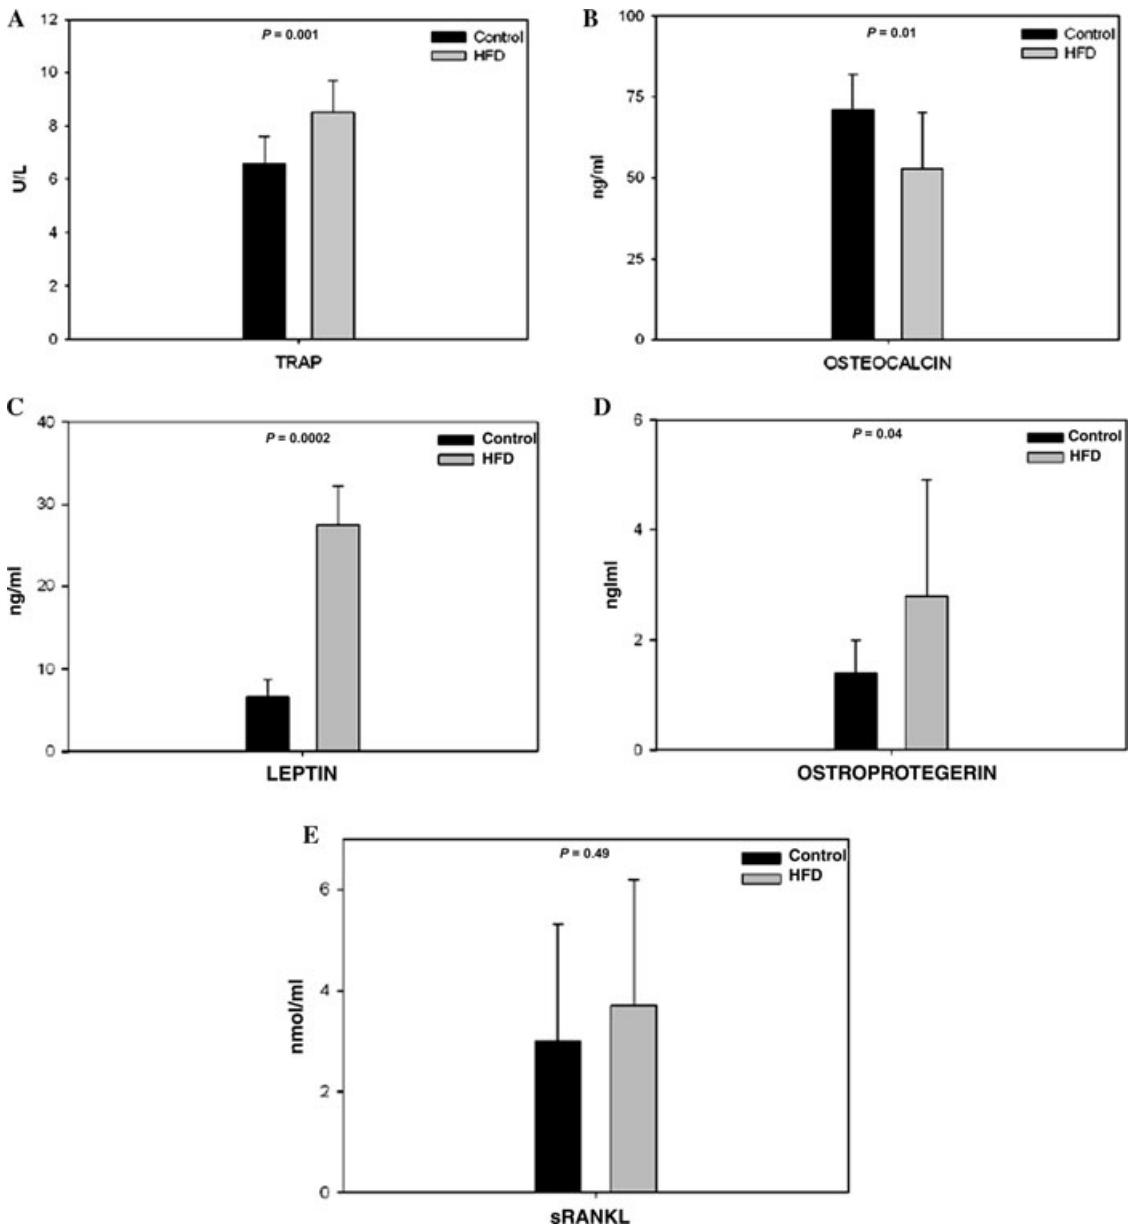 A
12
10
8
6
4
2
0
U/L
P = 0.001
Control
HFD
TRAP
B
100
75
50
25
0
ng/ml
P = 0.01
Control
HFD
OSTEOCALCIN
C
40
30
20
10
0
ng/ml
P = 0.0002
Control
HFD
LEPTIN
D
6
4
2
0
nglml
P = 0.04
Control
HFD
OSTROPROTEGERIN
E
6
4
2
0
nmol/ml
P = 0.49
Control
HFD
sRANKL